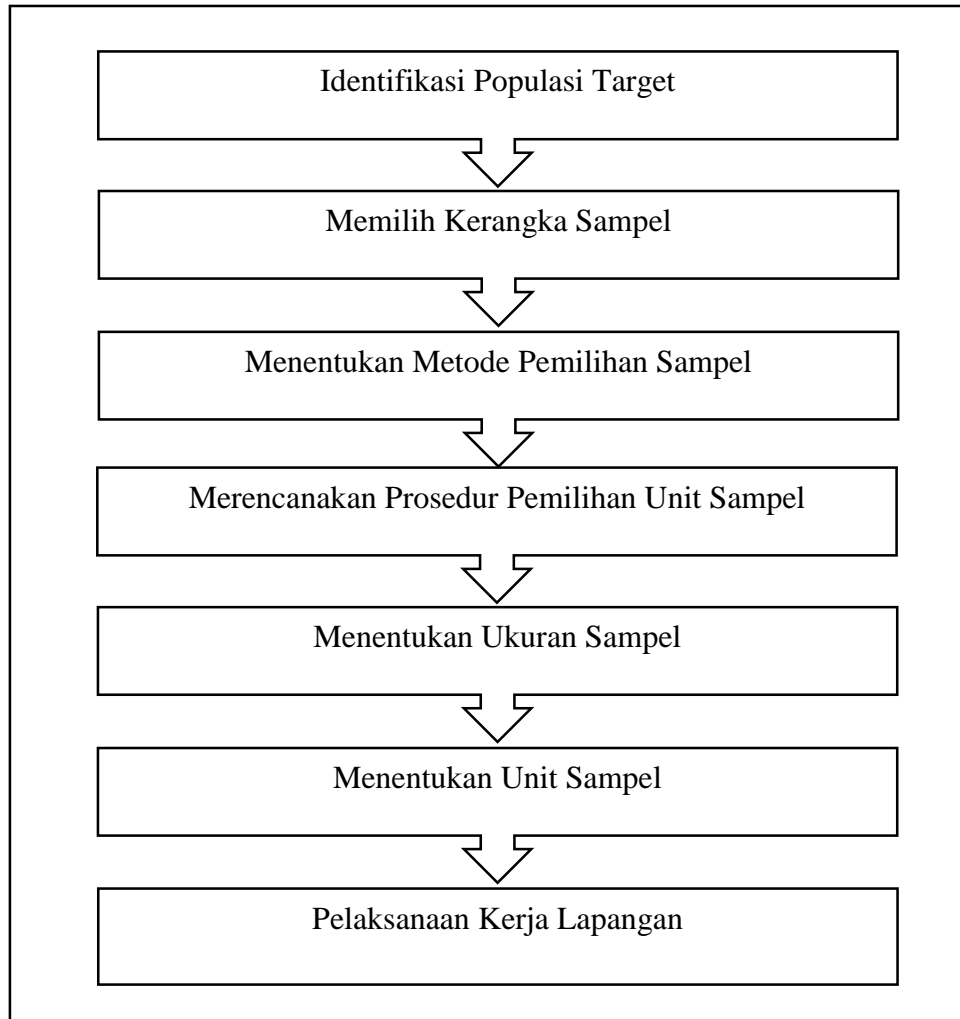 Identifikasi Populasi Target
Memilih Kerangka Sampel
Menentukan Metode Pemilihan Sampel
Merencanakan Prosedur Pemilihan Unit Sampel
Menentukan Ukuran Sampel
Menentukan Unit Sampel
Pelaksanaan Kerja Lapangan